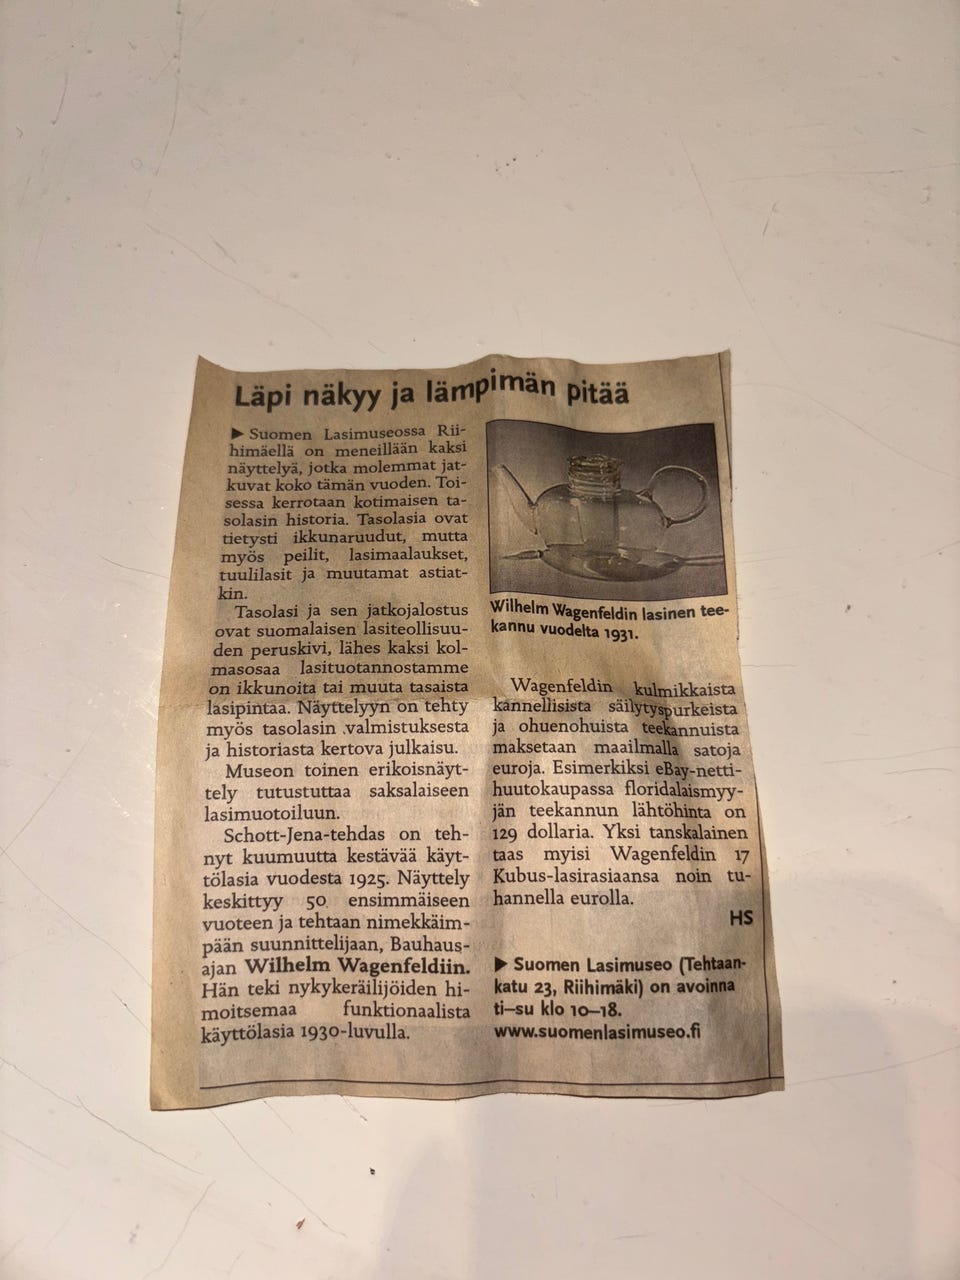 Läpi näkyy ja lämpimän pitää
▶ Suomen Lasimuseossa Rii-
himäellä on meneillään kaksi
näyttelyä, jotka molemmat jat-
kuvat koko tämän vuoden. Toi-
sessa kerrotaan kotimaisen ta-
solasin historia. Tasolasia ovat
tietysti ikkunaruudut, mutta
myös peilit, lasimaalaukset,
tuulilasit ja muutamat astiat-
kin.
Tasolasi ja sen jatkojalostus
ovat suomalaisen lasiteollisuu-
den peruskivi, lähes kaksi kol-
masosaa lasituotannostamme
on ikkunoita tai muuta tasaista
lasipintaa. Näyttelyyn on tehty
myös tasolasin valmistuksesta
ja historiasta kertova julkaisu.
Museon toinen erikoisnäyt-
tely tutustuttaa saksalaiseen
lasimuotoiluun.
Schott-Jena-tehdas on teh-
nyt kuumuutta kestävää käyt-
tölasia vuodesta 1925. Näyttely
keskittyy 50 ensimmäiseen
vuoteen ja tehtaan nimekkäim-
pään suunnittelijaan, Bauhaus-
ajan Wilhelm Wagenfeldiin.
Hän teki nykykeräilijöiden hi-
moitsemaa funktionaalista
käyttölasia 1930-luvulla.
Wilhelm Wagenfeldin lasinen tee-
kannu vuodelta 1931.
Wagenfeldin kulmikkaista
kannellisista säilytyspurkeista
ja ohuenohuista teekannuista
maksetaan maailmalla satoja
euroja. Esimerkiksi eBay-netti-
huutokaupassa floridalaismyy-
jän teekannun lähtöhinta on
129 dollaria. Yksi tanskalainen
taas myisi Wagenfeldin 17
Kubus-lasirasiaansa noin tu-
hannella eurolla.
HS
▶ Suomen Lasimuseo (Tehtaan-
katu 23, Riihimäki) on avoinna
ti–su klo 10–18.
www.suomenlasimuseo.fi